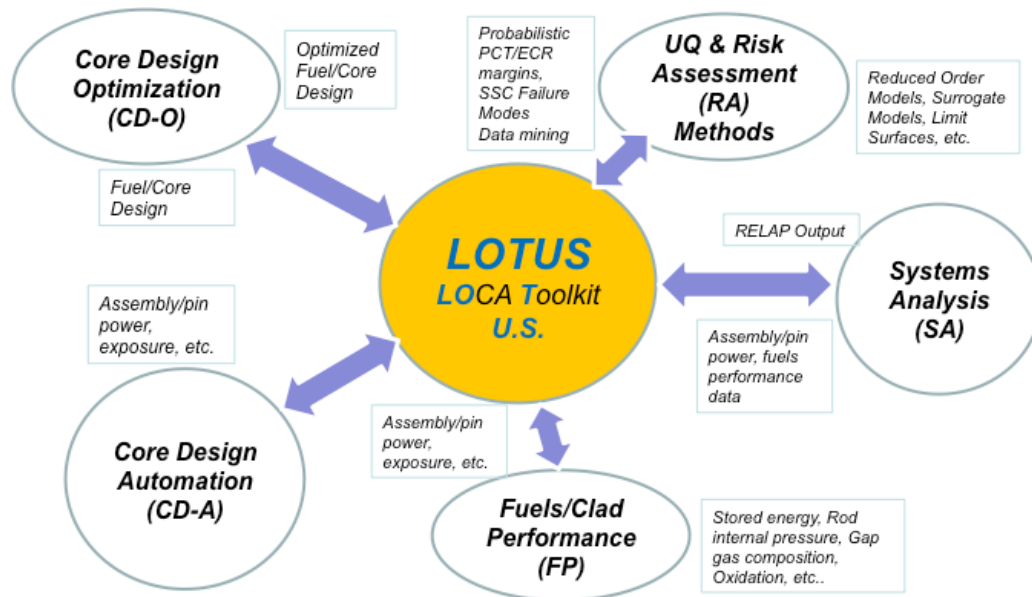 Core Design
Optimization
(CD-O)
Optimized
Fuel/Core
Design
Probabilistic
PCT/ECR
margins,
SSC Failure
Modes
Data mining
UQ & Risk
Assessment
(RA)
Methods
Reduced Order
Models, Surrogate
Models, Limit
Surfaces, etc.
Fuel/Core
Design
LOTUS
LOCA Toolkit
U.S.
RELAP Output
Systems
Analysis
(SA)
Assembly/pin
power,
exposure, etc.
Assembly/pin
power, fuels
performance
data
Core Design
Automation
(CD-A)
Assembly/pin
power,
exposure, etc.
Fuels/Clad
Performance
(FP)
Stored energy, Rod
internal pressure, Gap
gas composition,
Oxidation, etc..